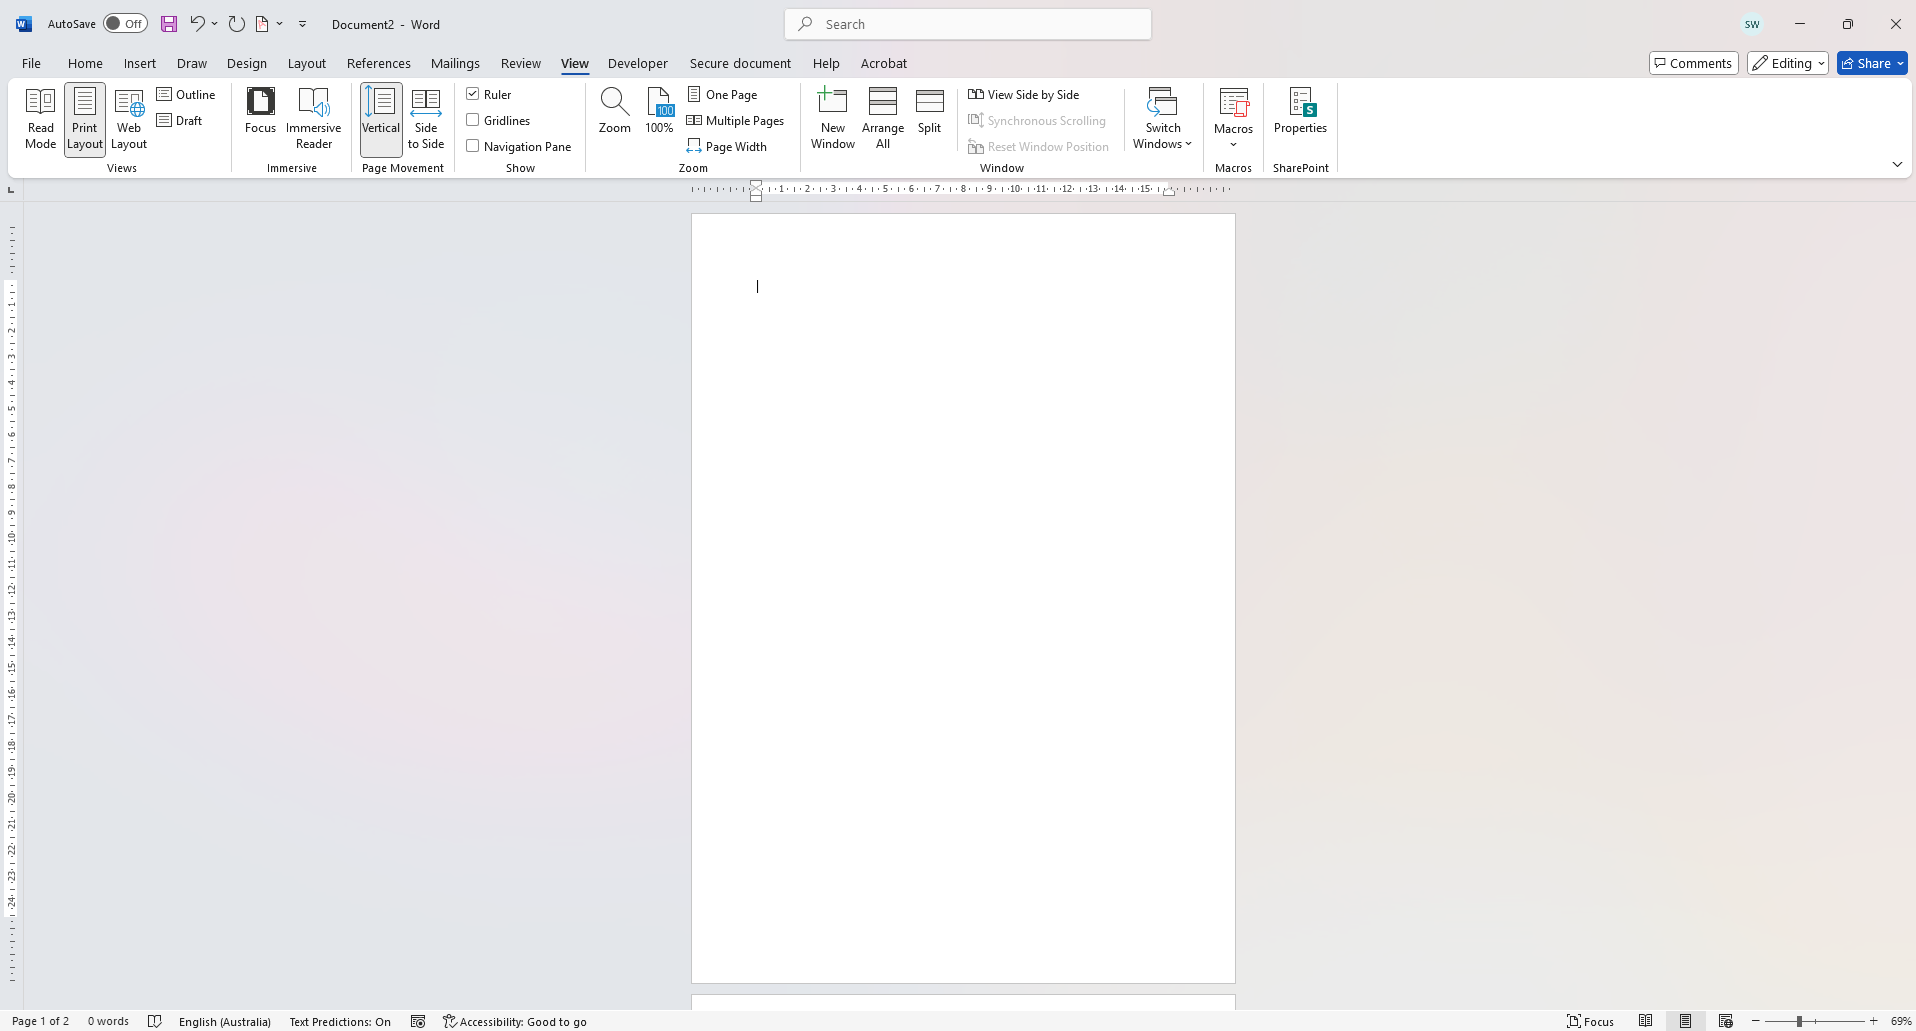 AutoSave Off Document2 - Word Search SW
File Home Insert Draw Design Layout References Mailings Review View Developer Secure document Help Acrobat Comments Editing Share
Read Mode
Print Layout
Web Layout
Outline
Draft
Views
Focus
Immersive Reader
Immersive
Vertical
Side to Side
Page Movement
Ruler
Gridlines
Navigation Pane
Show
Zoom
100
100%
One Page
Multiple Pages
Page Width
Zoom
New Window
Arrange All
Split
View Side by Side
Synchronous Scrolling
Reset Window Position
Window
Switch Windows
Macros
Macros
S
Properties
SharePoint
1 2 3 4 5 6 7 8 9 10 11 12 13 14 15
1 2 3 4 5 6 7 8 9 10 11 12 13 14 15 16 17 18 19 20 21 22 23 24
Page 1 of 2 0 words English (Australia) Text Predictions: On Accessibility: Good to go Focus 69%